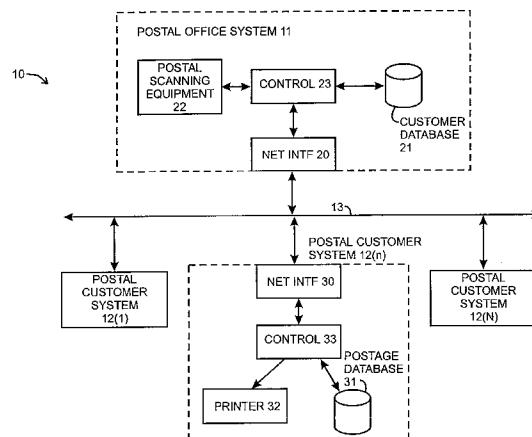 POSTAL OFFICE SYSTEM 11
10
POSTAL
SCANNING
EQUIPMENT
22
CONTROL 23
CUSTOMER
DATABASE
21
NET INTF 20
13
POSTAL CUSTOMER
SYSTEM 12(n)
POSTAL
CUSTOMER
SYSTEM
12(1)
NET INTF 30
POSTAL
CUSTOMER
SYSTEM
12(N)
CONTROL 33
POSTAGE
DATABASE
31
PRINTER 32